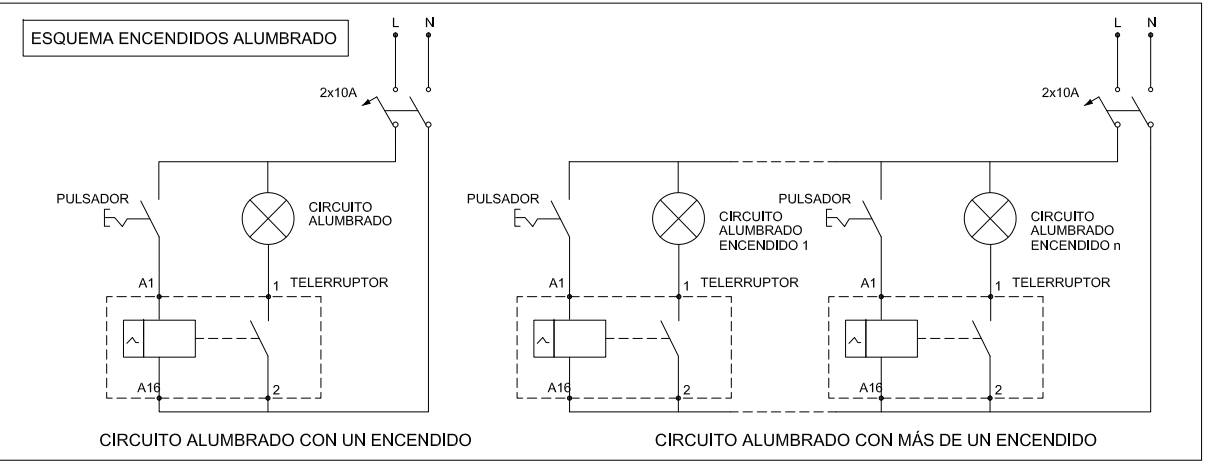 ESQUEMA ENCENDIDOS ALUMBRADO
L N
2x10A
PULSADOR
CIRCUITO
ALUMBRADO
A1
1 TELERRUPTOR
A16
2
CIRCUITO ALUMBRADO CON UN ENCENDIDO
L N
2x10A
PULSADOR
CIRCUITO
ALUMBRADO
ENCENDIDO 1
A1
1 TELERRUPTOR
A16
2
PULSADOR
CIRCUITO
ALUMBRADO
ENCENDIDO n
A1
1 TELERRUPTOR
A16
2
CIRCUITO ALUMBRADO CON MÁS DE UN ENCENDIDO